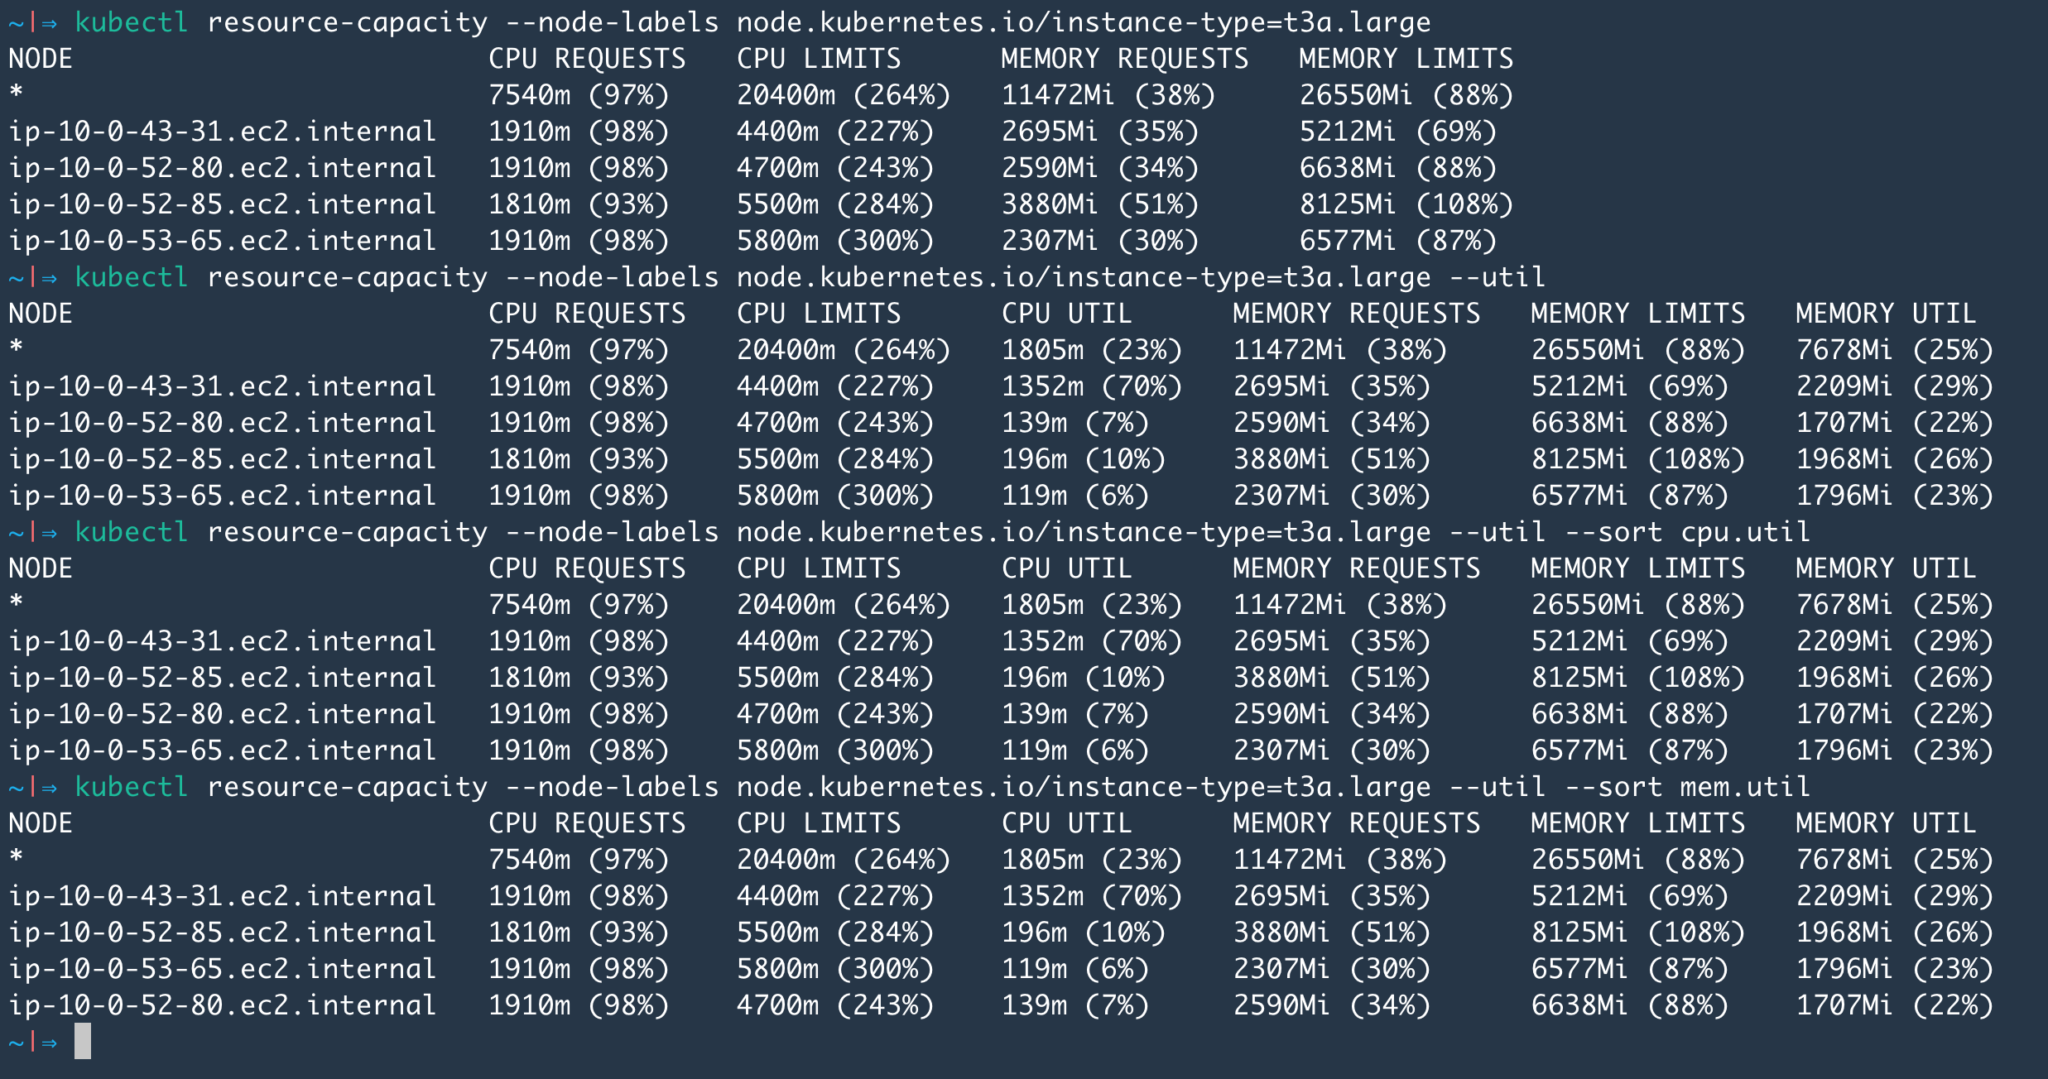 ~|⇒ kubectl resource-capacity --node-labels node.kubernetes.io/instance-type=t3a.large
NODE CPU REQUESTS CPU LIMITS MEMORY REQUESTS MEMORY LIMITS
* 7540m (97%) 20400m (264%) 11472Mi (38%) 26550Mi (88%)
ip-10-0-43-31.ec2.internal 1910m (98%) 4400m (227%) 2695Mi (35%) 5212Mi (69%)
ip-10-0-52-80.ec2.internal 1910m (98%) 4700m (243%) 2590Mi (34%) 6638Mi (88%)
ip-10-0-52-85.ec2.internal 1810m (93%) 5500m (284%) 3880Mi (51%) 8125Mi (108%)
ip-10-0-53-65.ec2.internal 1910m (98%) 5800m (300%) 2307Mi (30%) 6577Mi (87%)
~|⇒ kubectl resource-capacity --node-labels node.kubernetes.io/instance-type=t3a.large --util
NODE CPU REQUESTS CPU LIMITS CPU UTIL MEMORY REQUESTS MEMORY LIMITS MEMORY UTIL
* 7540m (97%) 20400m (264%) 1805m (23%) 11472Mi (38%) 26550Mi (88%) 7678Mi (25%)
ip-10-0-43-31.ec2.internal 1910m (98%) 4400m (227%) 1352m (70%) 2695Mi (35%) 5212Mi (69%) 2209Mi (29%)
ip-10-0-52-80.ec2.internal 1910m (98%) 4700m (243%) 139m (7%) 2590Mi (34%) 6638Mi (88%) 1707Mi (22%)
ip-10-0-52-85.ec2.internal 1810m (93%) 5500m (284%) 196m (10%) 3880Mi (51%) 8125Mi (108%) 1968Mi (26%)
ip-10-0-53-65.ec2.internal 1910m (98%) 5800m (300%) 119m (6%) 2307Mi (30%) 6577Mi (87%) 1796Mi (23%)
~|⇒ kubectl resource-capacity --node-labels node.kubernetes.io/instance-type=t3a.large --util --sort cpu.util
NODE CPU REQUESTS CPU LIMITS CPU UTIL MEMORY REQUESTS MEMORY LIMITS MEMORY UTIL
* 7540m (97%) 20400m (264%) 1805m (23%) 11472Mi (38%) 26550Mi (88%) 7678Mi (25%)
ip-10-0-43-31.ec2.internal 1910m (98%) 4400m (227%) 1352m (70%) 2695Mi (35%) 5212Mi (69%) 2209Mi (29%)
ip-10-0-52-85.ec2.internal 1810m (93%) 5500m (284%) 196m (10%) 3880Mi (51%) 8125Mi (108%) 1968Mi (26%)
ip-10-0-52-80.ec2.internal 1910m (98%) 4700m (243%) 139m (7%) 2590Mi (34%) 6638Mi (88%) 1707Mi (22%)
ip-10-0-53-65.ec2.internal 1910m (98%) 5800m (300%) 119m (6%) 2307Mi (30%) 6577Mi (87%) 1796Mi (23%)
~|⇒ kubectl resource-capacity --node-labels node.kubernetes.io/instance-type=t3a.large --util --sort mem.util
NODE CPU REQUESTS CPU LIMITS CPU UTIL MEMORY REQUESTS MEMORY LIMITS MEMORY UTIL
* 7540m (97%) 20400m (264%) 1805m (23%) 11472Mi (38%) 26550Mi (88%) 7678Mi (25%)
ip-10-0-43-31.ec2.internal 1910m (98%) 4400m (227%) 1352m (70%) 2695Mi (35%) 5212Mi (69%) 2209Mi (29%)
ip-10-0-52-85.ec2.internal 1810m (93%) 5500m (284%) 196m (10%) 3880Mi (51%) 8125Mi (108%) 1968Mi (26%)
ip-10-0-53-65.ec2.internal 1910m (98%) 5800m (300%) 119m (6%) 2307Mi (30%) 6577Mi (87%) 1796Mi (23%)
ip-10-0-52-80.ec2.internal 1910m (98%) 4700m (243%) 139m (7%) 2590Mi (34%) 6638Mi (88%) 1707Mi (22%)
~|⇒